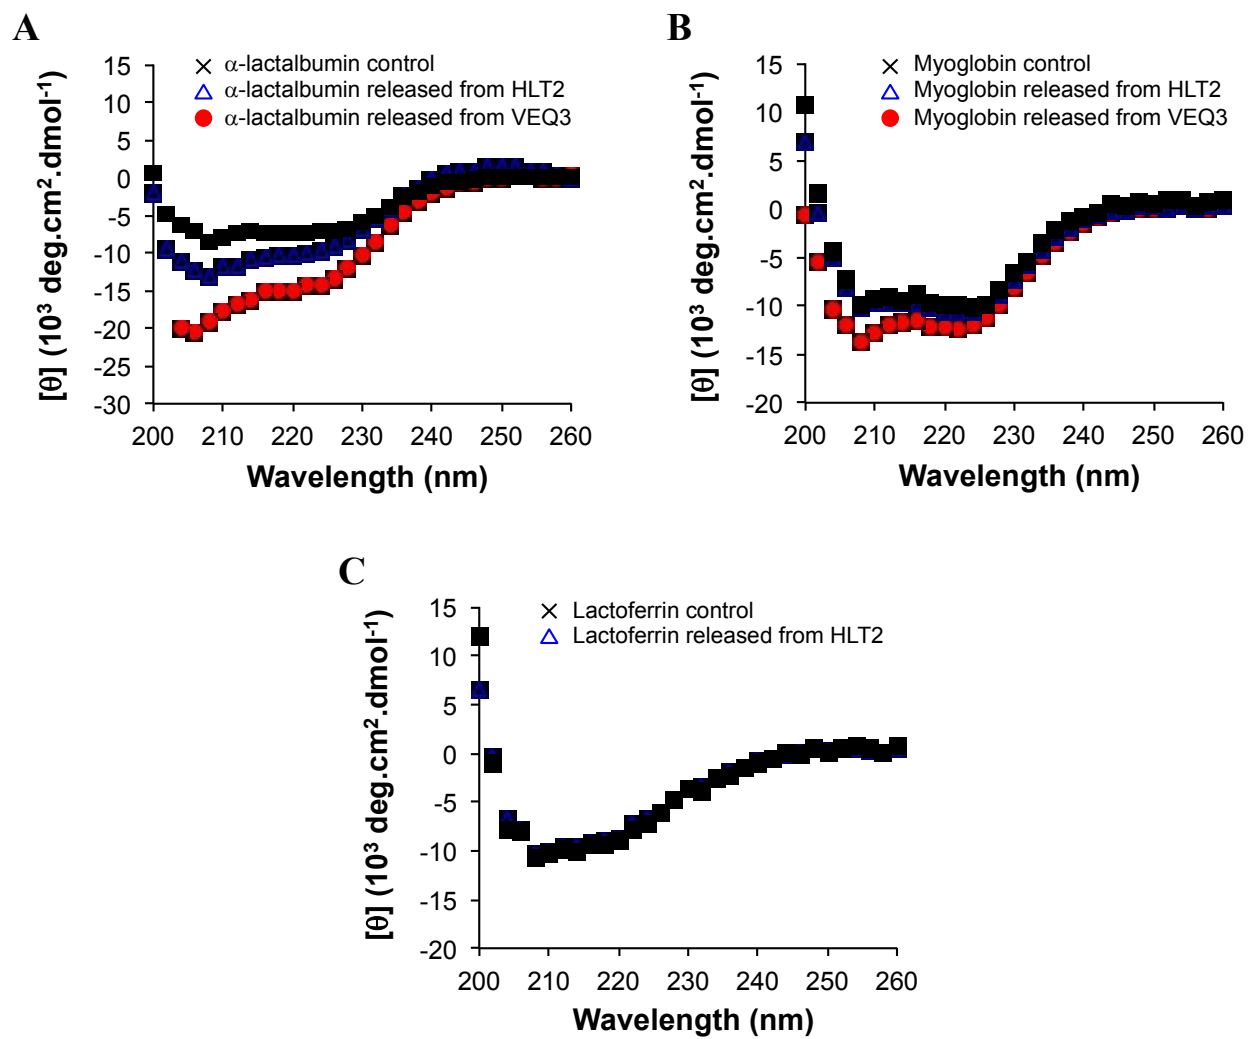 A
α-lactalbumin control
α-lactalbumin released from HLT2
α-lactalbumin released from VEQ3
[θ] (10³ deg.cm².dmol⁻¹)
15
10
5
0
-5
-10
-15
-20
-25
-30
200 210 220 230 240 250 260
Wavelength (nm)
B
Myoglobin control
Myoglobin released from HLT2
Myoglobin released from VEQ3
[θ] (10³ deg.cm².dmol⁻¹)
15
10
5
0
-5
-10
-15
-20
200 210 220 230 240 250 260
Wavelength (nm)
C
Lactoferrin control
Lactoferrin released from HLT2
[θ] (10³ deg.cm².dmol⁻¹)
15
10
5
0
-5
-10
-15
-20
200 210 220 230 240 250 260
Wavelength (nm)